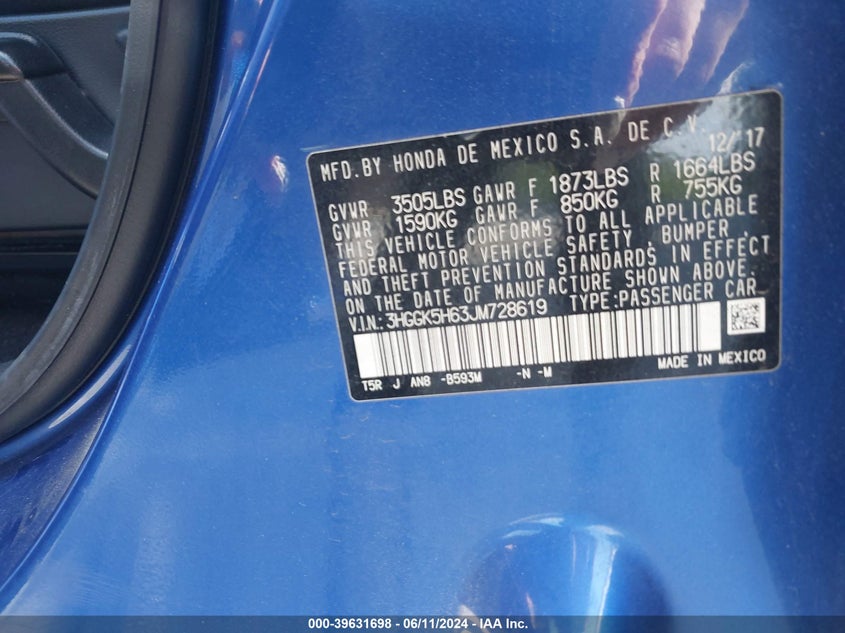 MFD.BY HONDA DE MEXICO S.A. DE C.V.
12/17
GVWR 3505LBS GAWR F 1873LBS R 1664LBS
GVWR 1590KG GAWR F 850KG R 755KG
THIS VEHICLE CONFORMS TO ALL APPLICABLE
FEDERAL MOTOR VEHICLE SAFETY, BUMPER,
AND THEFT PREVENTION STANDARDS IN EFFECT
ON THE DATE OF MANUFACTURE SHOWN ABOVE.
V.I.N: 3HGGK5H63JM728619 TYPE:PASSENGER CAR
T5R J AN8 -B593M -N -M MADE IN MEXICO
000-39631698 - 06/11/2024 - IAA Inc.